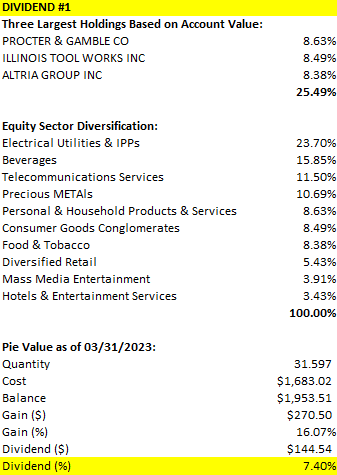 DIVIDEND #1
Three Largest Holdings Based on Account Value:
PROCTER & GAMBLE CO 8.63%
ILLINOIS TOOL WORKS INC 8.49%
ALTRIA GROUP INC 8.38%
25.49%
Equity Sector Diversification:
Electrical Utilities & IPPs 23.70%
Beverages 15.85%
Telecommunications Services 11.50%
Precious METAls 10.69%
Personal & Household Products & Services 8.63%
Consumer Goods Conglomerates 8.49%
Food & Tobacco 8.38%
Diversified Retail 5.43%
Mass Media Entertainment 3.91%
Hotels & Entertainment Services 3.43%
100.00%
Pie Value as of 03/31/2023:
Quantity 31.597
Cost $1,683.02
Balance $1,953.51
Gain ($) $270.50
Gain (%) 16.07%
Dividend ($) $144.54
Dividend (%) 7.40%